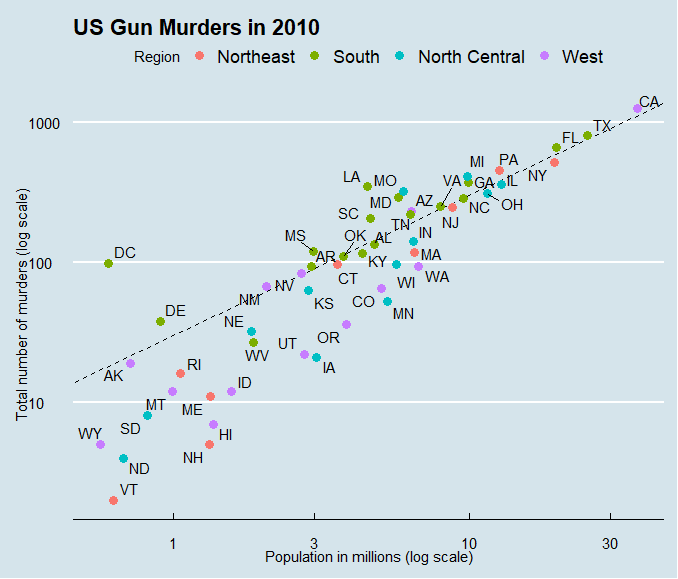 US Gun Murders in 2010
Region Northeast South North Central West
CA
1000 TX
FL
MI PA
NY
LA MO VA GA IL
MD AZ NC OH
SC TN NJ
MS OK AL IN
DC AR KY MA
100
CT WI WA
NM NV
KS CO MN
DE
NE OR
WV UT
IA
AK RI
ID
MT ME
10
SD HI
WY
ND NH
VT
1 3 10 30
Population in millions (log scale)
Total number of murders (log scale)